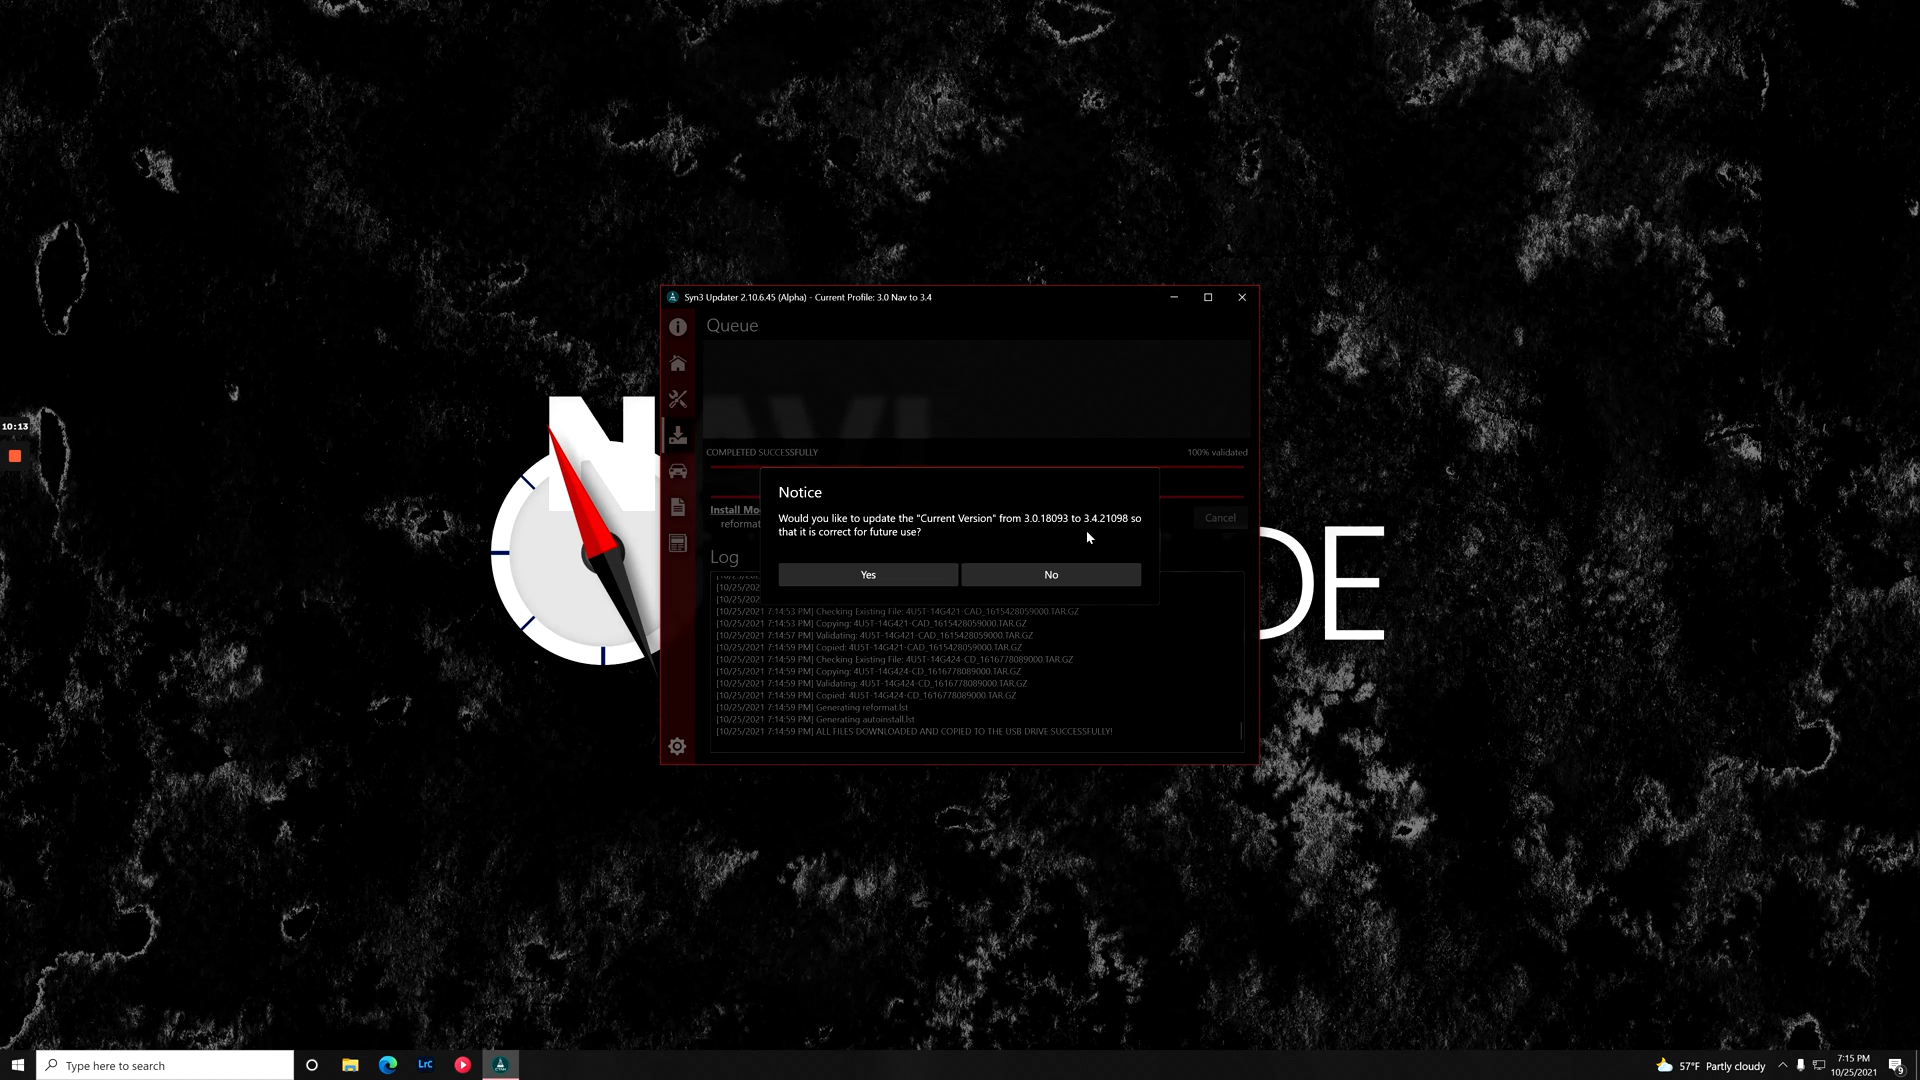 Syn3 Updater 2.10.6.45 (Alpha) - Current Profile: 3.0 Nav to 3.4
Queue
COMPLETED SUCCESSFULLY
100% validated
10:13
Notice
Would you like to update the "Current Version" from 3.0.18093 to 3.4.21098 so
that it is correct for future use?
Install Mo
reformat
Cancel
Yes
No
Log
[10/25/202
[10/25/202
[10/25/2021 7:14:53 PM] Checking Existing File: 4U5T-14G421-CAD_1615428059000.TAR.GZ
[10/25/2021 7:14:53 PM] Copying: 4U5T-14G421-CAD_1615428059000.TAR.GZ
[10/25/2021 7:14:57 PM] Validating: 4U5T-14G421-CAD_1615428059000.TAR.GZ
[10/25/2021 7:14:59 PM] Copied: 4U5T-14G421-CAD_1615428059000.TAR.GZ
[10/25/2021 7:14:59 PM] Checking Existing File: 4U5T-14G424-CD_1616778089000.TAR.GZ
[10/25/2021 7:14:59 PM] Copying: 4U5T-14G424-CD_1616778089000.TAR.GZ
[10/25/2021 7:14:59 PM] Validating: 4U5T-14G424-CD_1616778089000.TAR.GZ
[10/25/2021 7:14:59 PM] Copied: 4U5T-14G424-CD_1616778089000.TAR.GZ
[10/25/2021 7:14:59 PM] Generating reformat.lst
[10/25/2021 7:14:59 PM] Generating autoinstall.lst
[10/25/2021 7:14:59 PM] ALL FILES DOWNLOADED AND COPIED TO THE USB DRIVE SUCCESSFULLY!
DE
Type here to search
LrC
57°F Partly cloudy
7:15 PM
10/25/2021
9